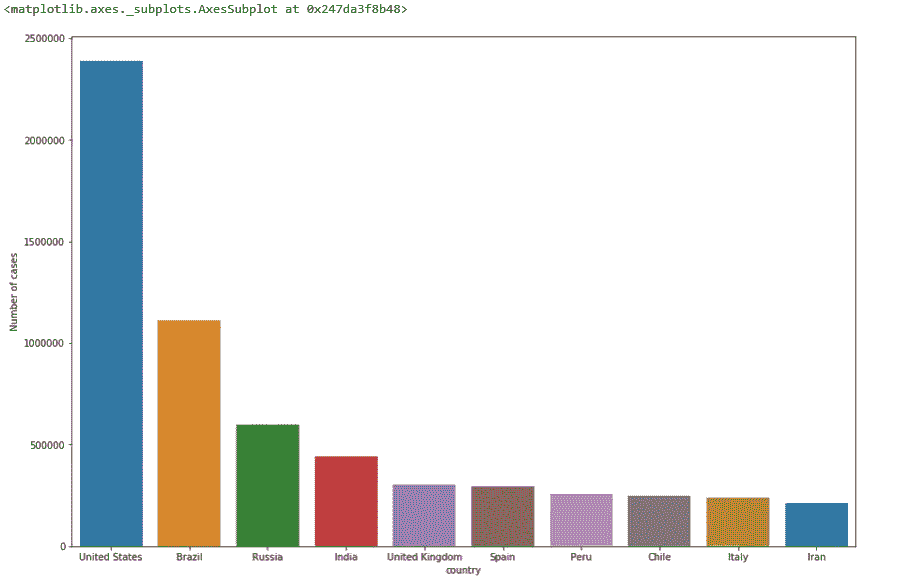 <matplotlib.axes._subplots.AxesSubplot at 0x247da3f8b48>
2500000
2000000
1500000
1000000
500000
0
Number of cases
United States Brazil Russia India United Kingdom Spain Peru Chile Italy Iran
country